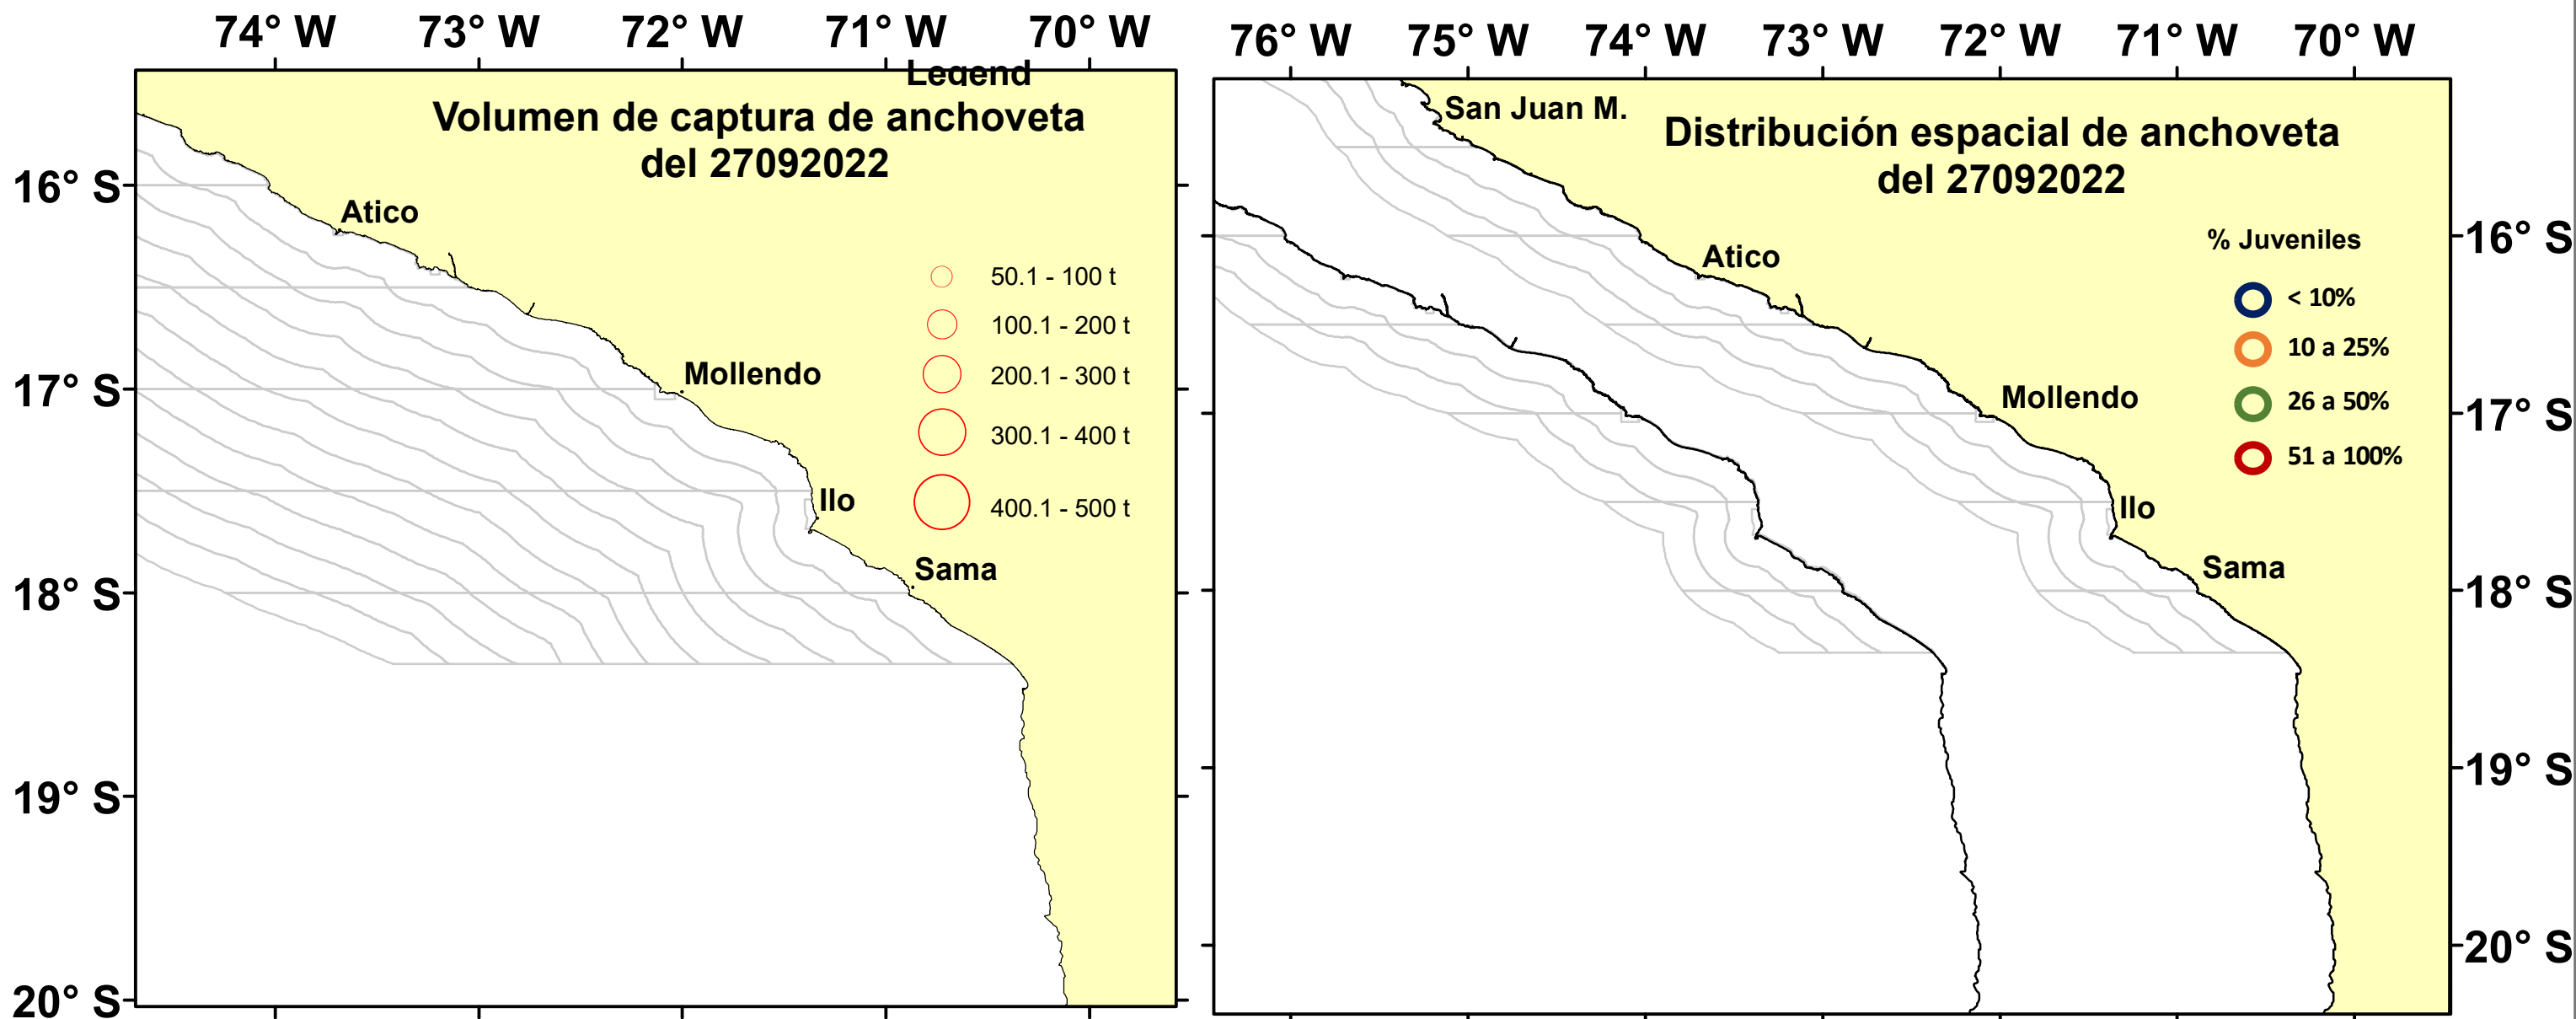 74° W 73° W 72° W 71° W 70° W
Legend
Volumen de captura de anchoveta
del 27092022
16° S
Atico
50.1 - 100 t
100.1 - 200 t
200.1 - 300 t
300.1 - 400 t
400.1 - 500 t
17° S
Mollendo
Ilo
Sama
18° S
19° S
20° S
76° W 75° W 74° W 73° W 72° W 71° W 70° W
San Juan M.
Distribución espacial de anchoveta
del 27092022
% Juveniles
< 10%
10 a 25%
26 a 50%
51 a 100%
Atico
Mollendo
Ilo
Sama
16° S
17° S
18° S
19° S
20° S